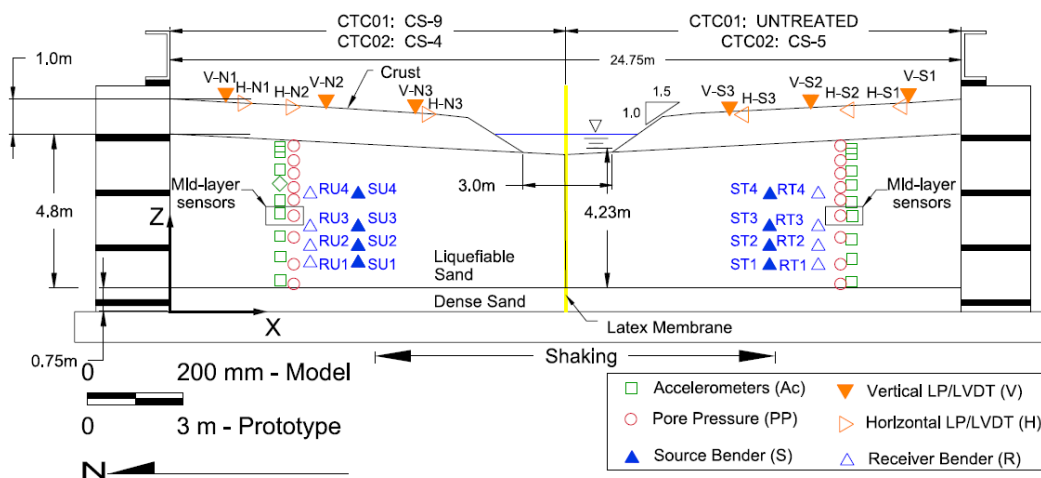 CTC01: CS-9
CTC02: CS-4
CTC01: UNTREATED
CTC02: CS-5
24.75m
1.0m
V-N1
H-N1
H-N2
V-N2
Crust
V-N3
H-N3
1.5
1.0
V-S3
H-S3
V-S2
H-S2
H-S1
V-S1
Mid-layer
sensors
RU4
SU4
RU3
SU3
RU2
SU2
RU1
SU1
3.0m
4.23m
ST4
RT4
ST3
RT3
ST2
RT2
ST1
RT1
Mid-layer
sensors
4.8m
Z
Liquefiable
Sand
Dense Sand
X
Latex Membrane
0.75m
Shaking
0
200 mm - Model
0
3 m - Prototype
N
Accelerometers (Ac)
Vertical LP/LVDT (V)
Pore Pressure (PP)
Horizontal LP/LVDT (H)
Source Bender (S)
Receiver Bender (R)